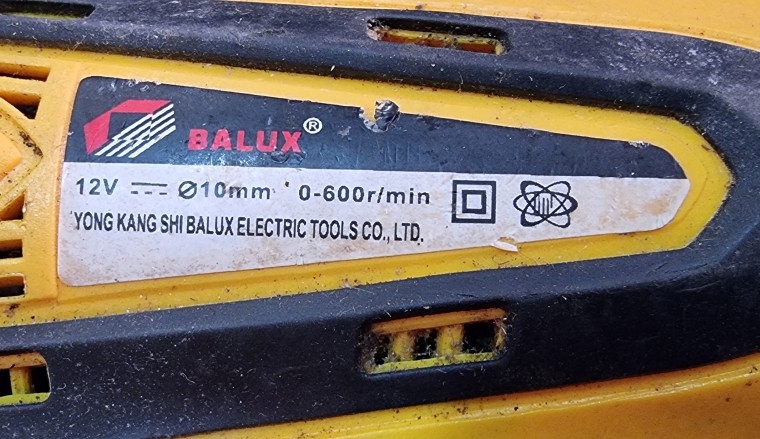 BALUX®
12V ⎓ Ø10mm 0-600r/min
YONG KANG SHI BALUX ELECTRIC TOOLS CO., LTD.